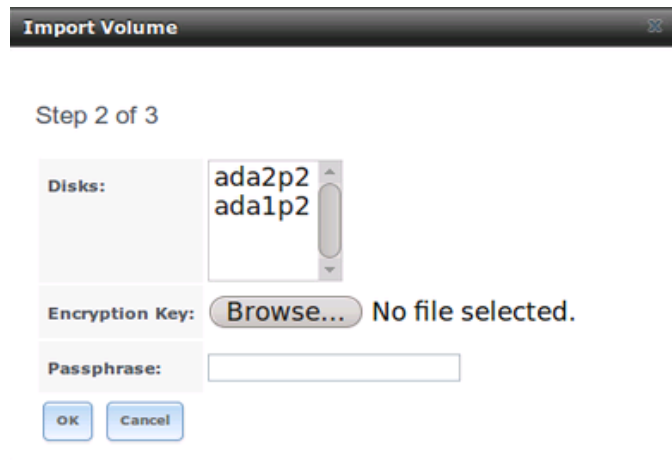 Import Volume
Step 2 of 3
Disks:
ada2p2
ada1p2
Encryption Key: Browse... No file selected.
Passphrase:
OK Cancel